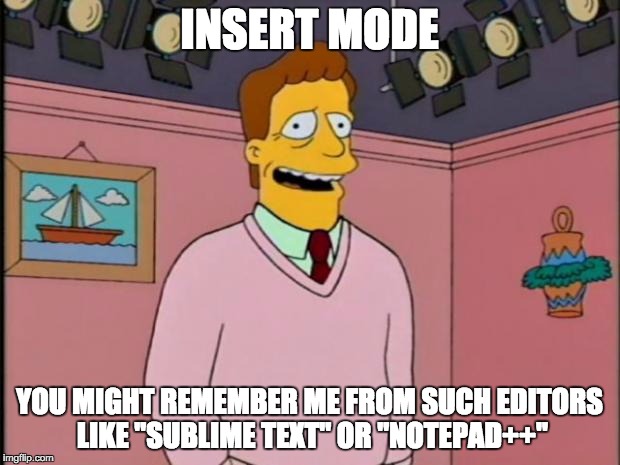 INSERT MODE
YOU MIGHT REMEMBER ME FROM SUCH EDITORS
LIKE "SUBLIME TEXT" OR "NOTEPAD++"
imgflip.com